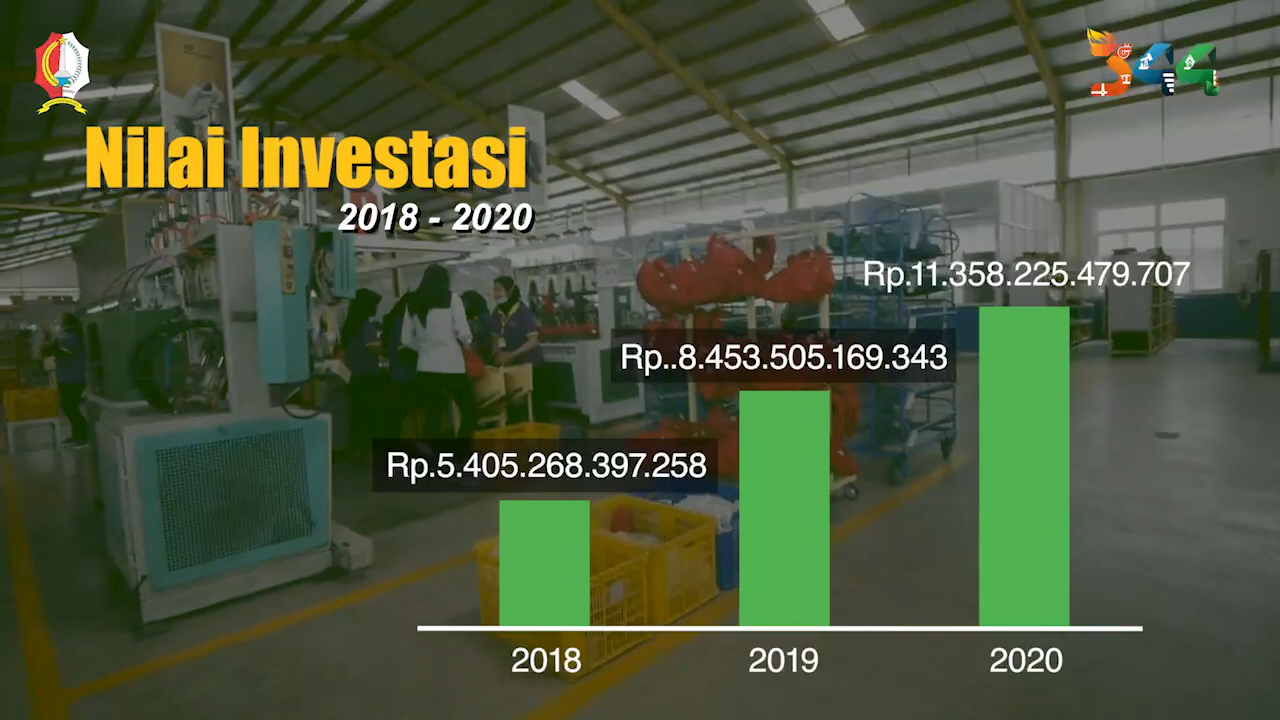 344
Nilai Investasi
2018 - 2020
Rp.11.358.225.479.707
Rp..8.453.505.169.343
Rp.5.405.268.397.258
2018 2019 2020